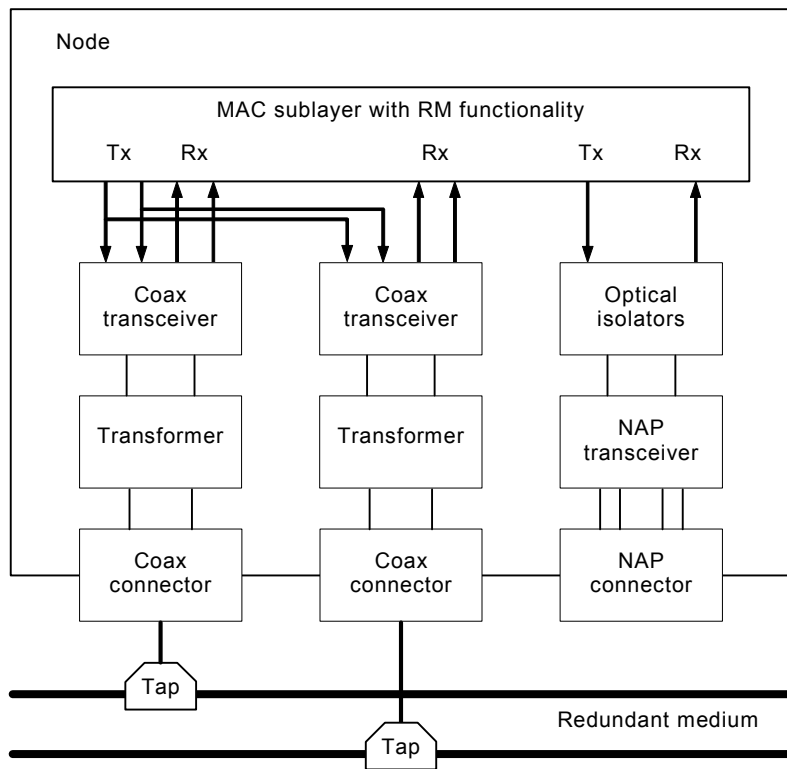 Node
MAC sublayer with RM functionality
Tx Rx Rx Tx Rx
Coax
transceiver
Coax
transceiver
Optical
isolators
Transformer
Transformer
NAP
transceiver
Coax
connector
Coax
connector
NAP
connector
Tap
Redundant medium
Tap